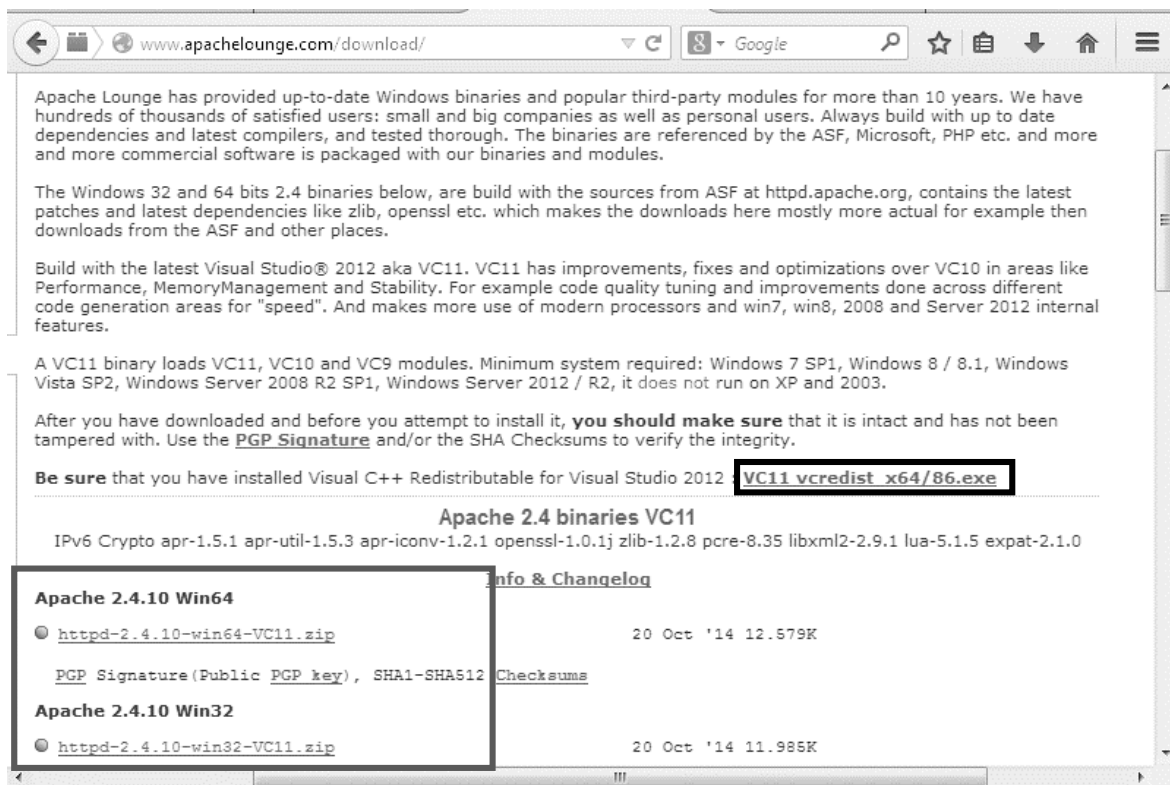 www.apachelounge.com/download/
8 Google
Apache Lounge has provided up-to-date Windows binaries and popular third-party modules for more than 10 years. We have
hundreds of thousands of satisfied users: small and big companies as well as personal users. Always build with up to date
dependencies and latest compilers, and tested thorough. The binaries are referenced by the ASF, Microsoft, PHP etc. and more
and more commercial software is packaged with our binaries and modules.
The Windows 32 and 64 bits 2.4 binaries below, are build with the sources from ASF at httpd.apache.org, contains the latest
patches and latest dependencies like zlib, openssl etc. which makes the downloads here mostly more actual for example then
downloads from the ASF and other places.
Build with the latest Visual Studio® 2012 aka VC11. VC11 has improvements, fixes and optimizations over VC10 in areas like
Performance, MemoryManagement and Stability. For example code quality tuning and improvements done across different
code generation areas for "speed". And makes more use of modern processors and win7, win8, 2008 and Server 2012 internal
features.
A VC11 binary loads VC11, VC10 and VC9 modules. Minimum system required: Windows 7 SP1, Windows 8 / 8.1, Windows
Vista SP2, Windows Server 2008 R2 SP1, Windows Server 2012 / R2, it does not run on XP and 2003.
After you have downloaded and before you attempt to install it, you should make sure that it is intact and has not been
tampered with. Use the PGP Signature and/or the SHA Checksums to verify the integrity.
Be sure that you have installed Visual C++ Redistributable for Visual Studio 2012 : VC11 vcredist_x64/86.exe
Apache 2.4 binaries VC11
IPv6 Crypto apr-1.5.1 apr-util-1.5.3 apr-iconv-1.2.1 openssl-1.0.1j zlib-1.2.8 pcre-8.35 libxml2-2.9.1 lua-5.1.5 expat-2.1.0
Info & Changelog
Apache 2.4.10 Win64
httpd-2.4.10-win64-VC11.zip 20 Oct '14 12.579K
PGP Signature(Public PGP key), SHA1-SHA512 Checksums
Apache 2.4.10 Win32
httpd-2.4.10-win32-VC11.zip 20 Oct '14 11.985K